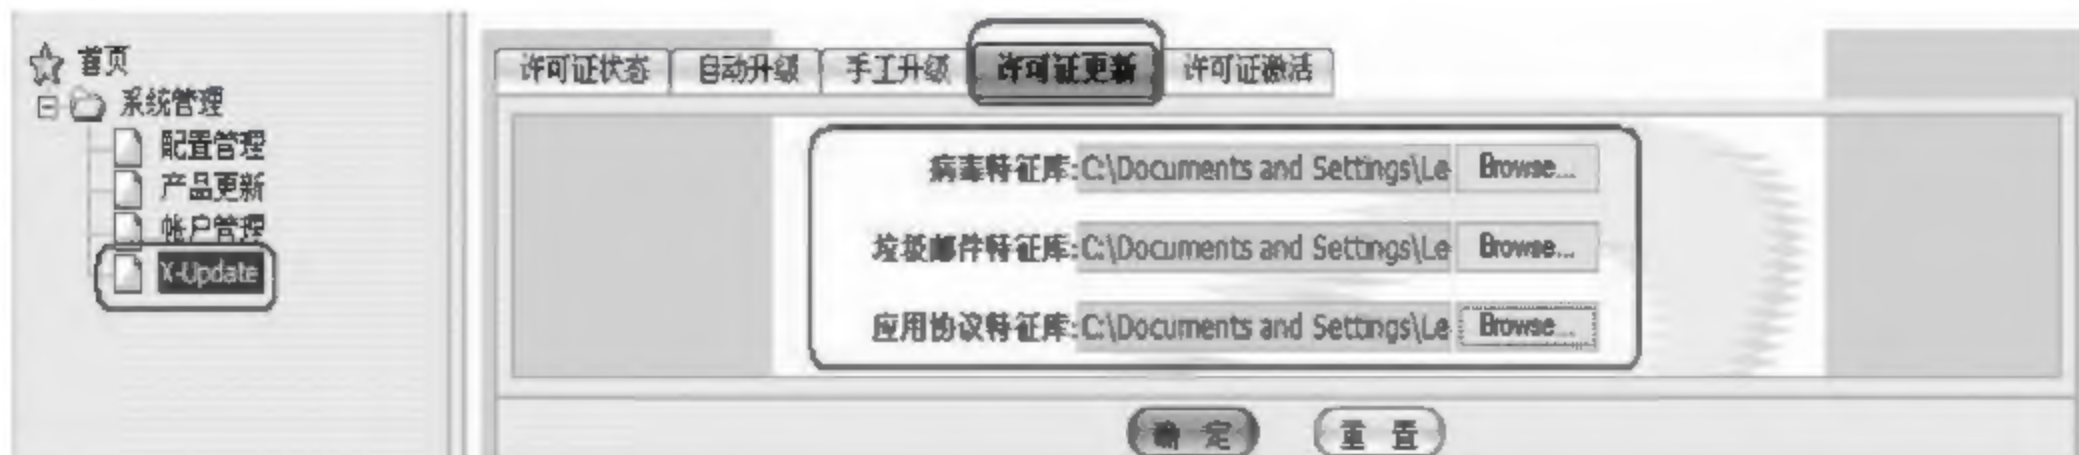 首页
系统管理
配置管理
产品更新
帐户管理
X-Update
许可证状态 自动升级 手工升级 许可证更新 许可证激活
病毒特征库:C:\Documents and Settings\Le Browse...
垃圾邮件特征库:C:\Documents and Settings\Le Browse...
应用协议特征库:C:\Documents and Settings\Le Browse...
确 定 重 置